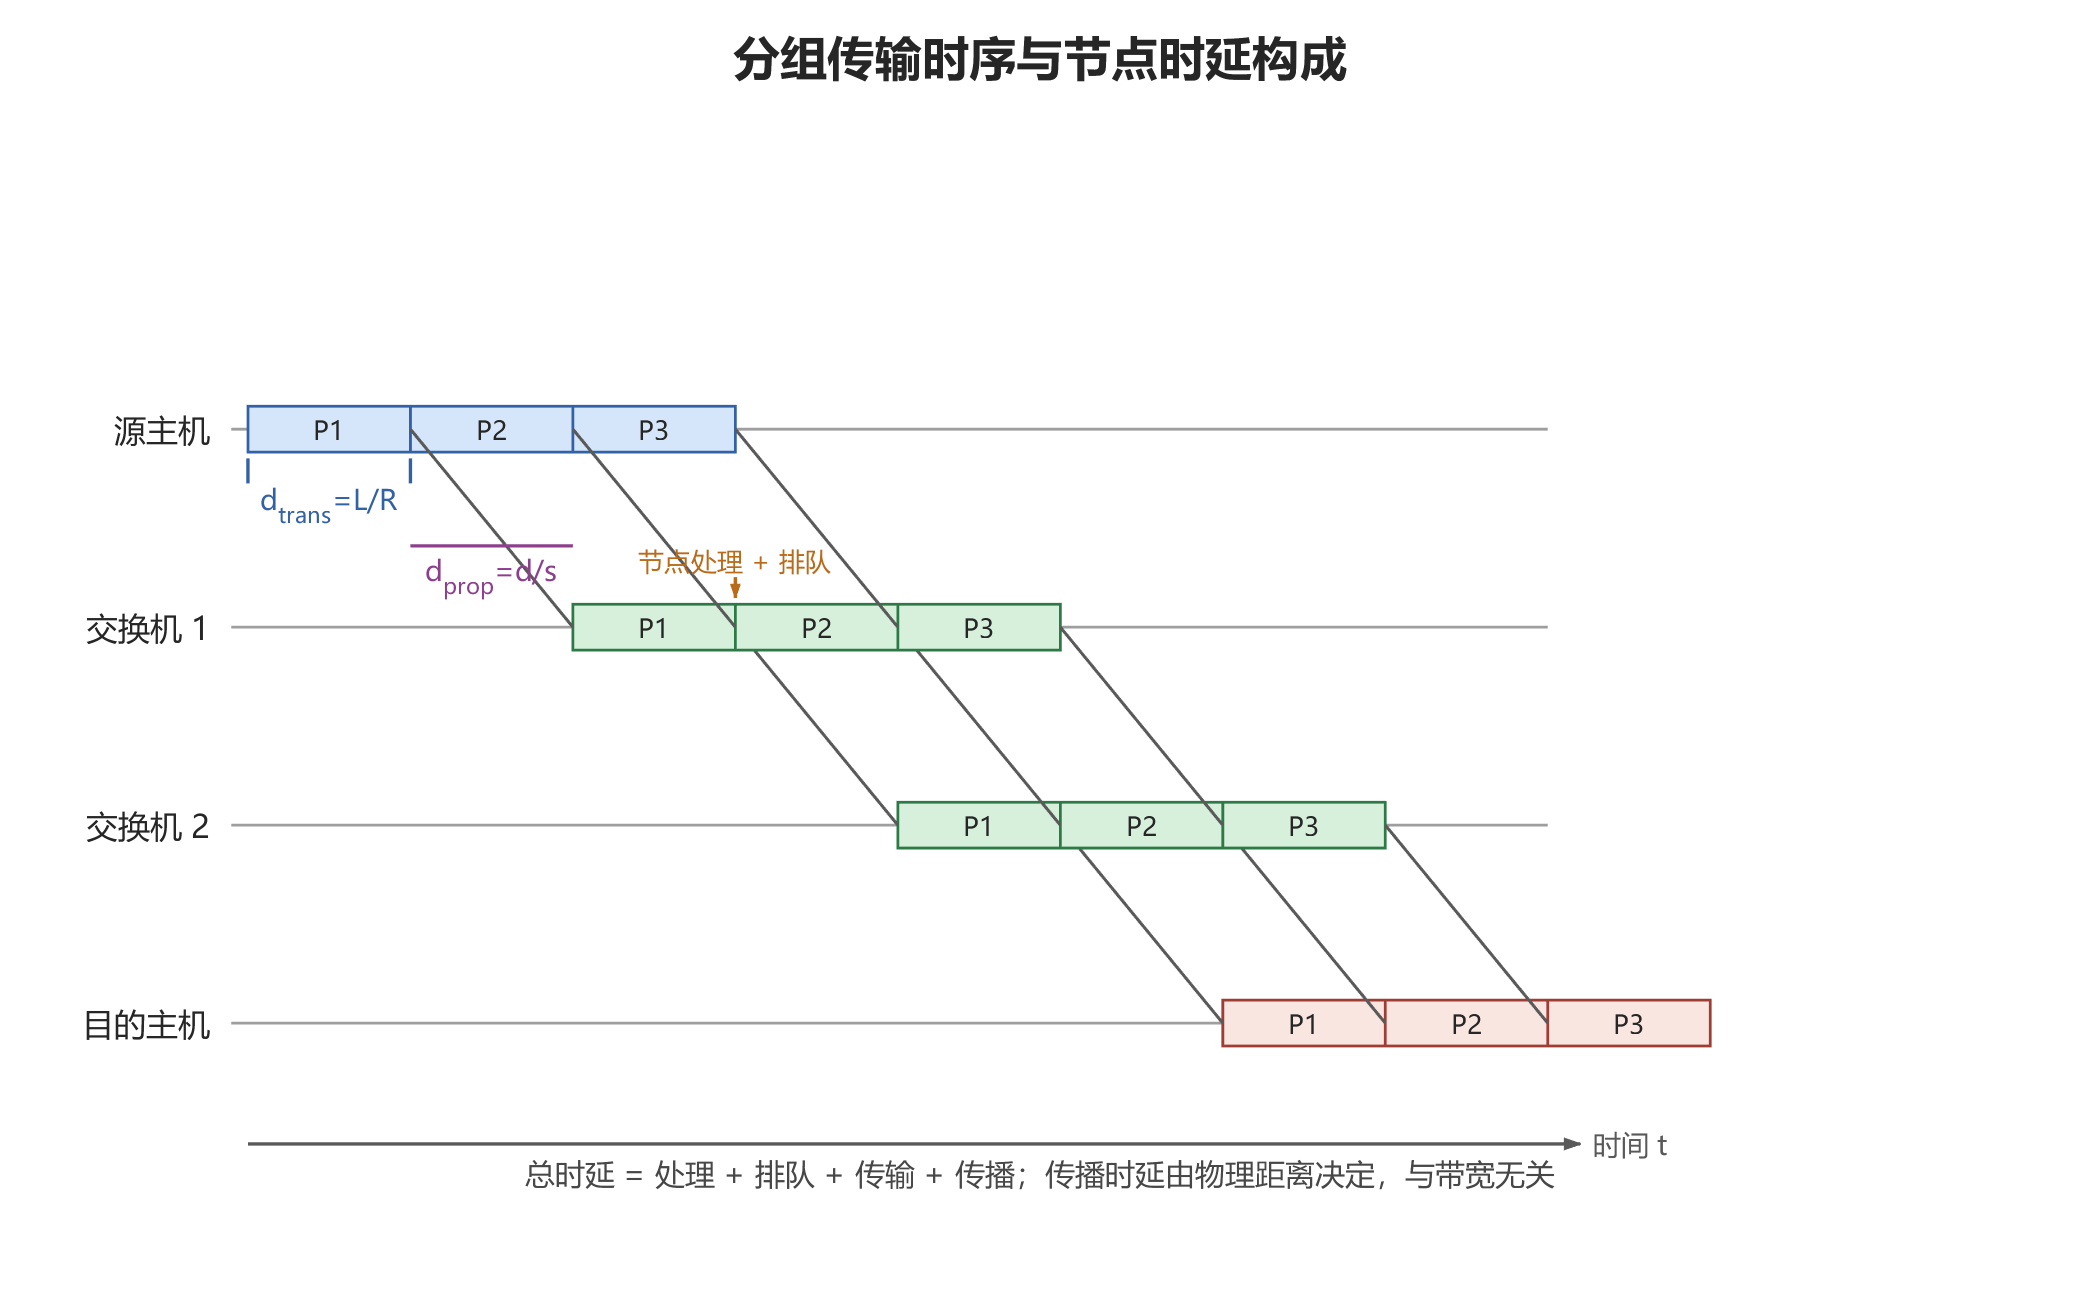 分组传输时序与节点时延构成
源主机 P1 P2 P3
dtrans=L/R
dprop=d/s
节点处理 + 排队
交换机 1 P1 P2 P3
交换机 2 P1 P2 P3
目的主机 P1 P2 P3
时间 t
总时延 = 处理 + 排队 + 传输 + 传播；传播时延由物理距离决定，与带宽无关